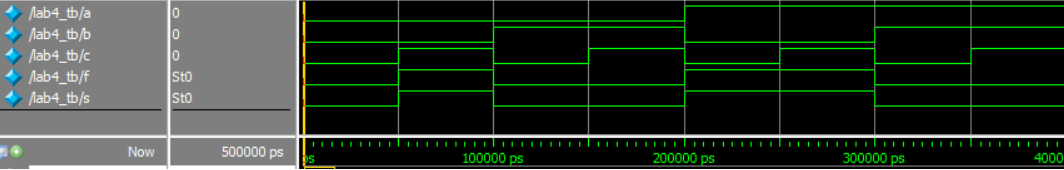 /lab4_tb/a 0
/lab4_tb/b 0
/lab4_tb/c 0
/lab4_tb/f St0
/lab4_tb/s St0
Now 500000 ps ps 100000 ps 200000 ps 300000 ps 4000